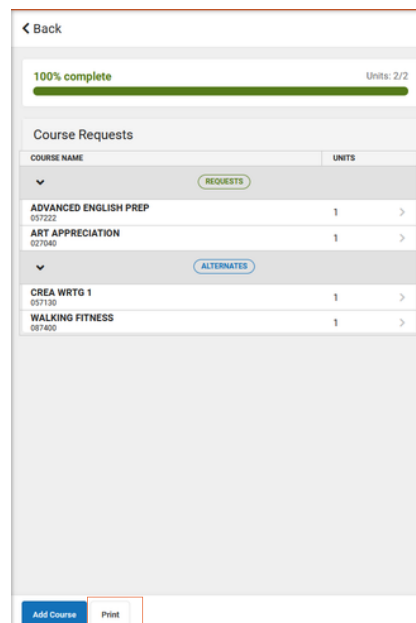 Back
100% complete Units: 2/2
Course Requests
COURSE NAME UNITS
REQUESTS
ADVANCED ENGLISH PREP 1
057222
ART APPRECIATION 1
027040
ALTERNATES
CREA WRTG 1 1
057130
WALKING FITNESS 1
087400
Add Course Print